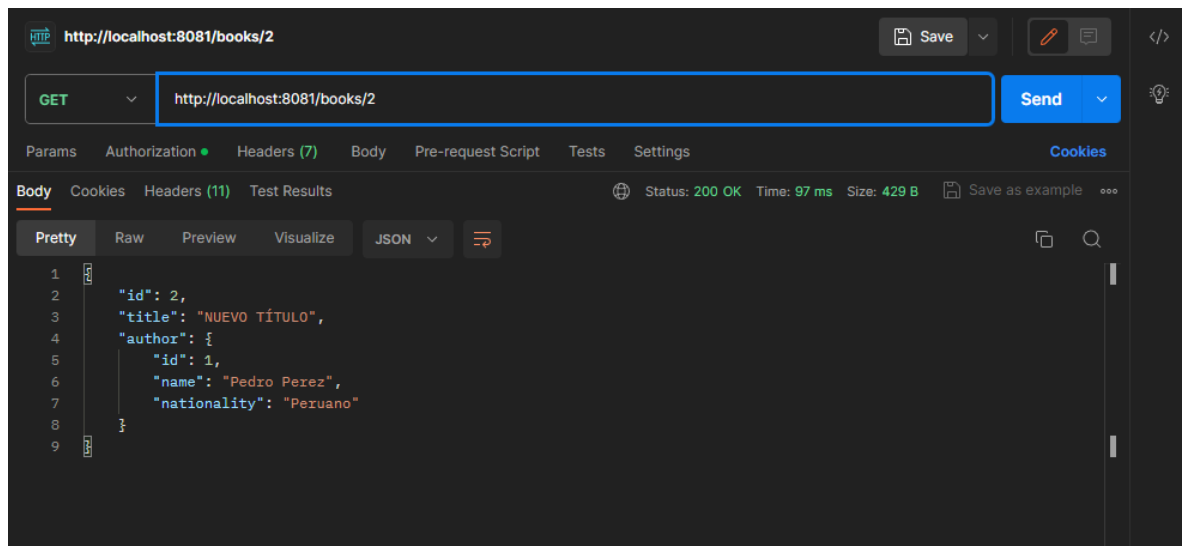 HTTP http://localhost:8081/books/2 Save
GET http://localhost:8081/books/2 Send
Params Authorization Headers (7) Body Pre-request Script Tests Settings Cookies
Body Cookies Headers (11) Test Results Status: 200 OK Time: 97 ms Size: 429 B Save as example
Pretty Raw Preview Visualize JSON
1 {
2 "id": 2,
3 "title": "NUEVO TÍTULO",
4 "author": {
5 "id": 1,
6 "name": "Pedro Perez",
7 "nationality": "Peruano"
8 }
9 }